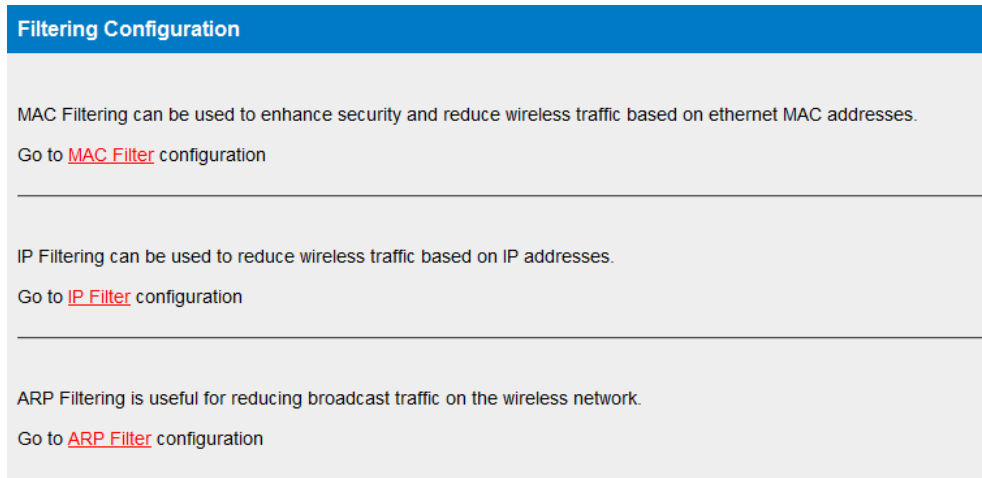 Filtering Configuration
MAC Filtering can be used to enhance security and reduce wireless traffic based on ethernet MAC addresses.
Go to MAC Filter configuration
IP Filtering can be used to reduce wireless traffic based on IP addresses.
Go to IP Filter configuration
ARP Filtering is useful for reducing broadcast traffic on the wireless network.
Go to ARP Filter configuration